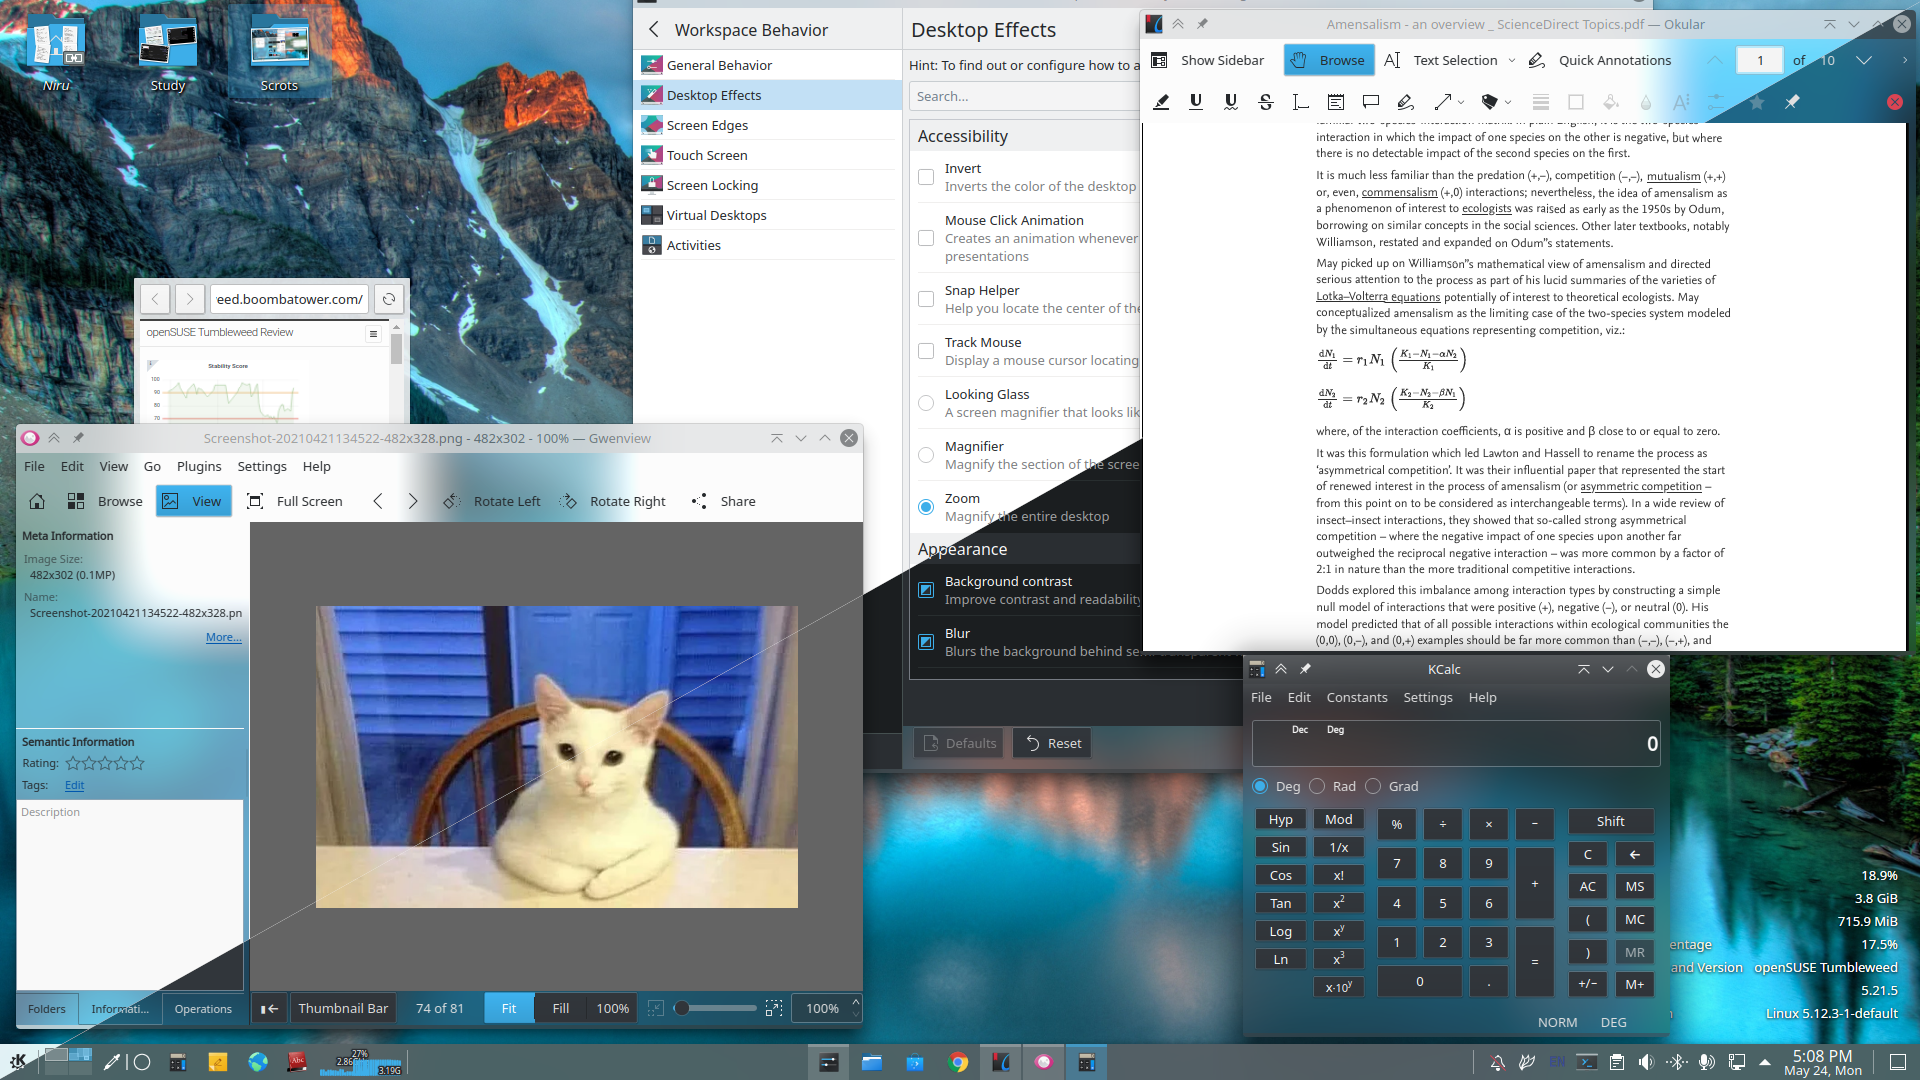 Niru
Study
Scrots
Workspace Behavior
General Behavior
Desktop Effects
Screen Edges
Touch Screen
Screen Locking
Virtual Desktops
Activities
Desktop Effects
Hint: To find out or configure how to a
Search...
Accessibility
Invert
Inverts the color of the desktop
Mouse Click Animation
Creates an animation whenever
presentations
Snap Helper
Help you locate the center of the
Track Mouse
Display a mouse cursor locating
Looking Glass
A screen magnifier that looks lik
Magnifier
Magnify the section of the scree
Zoom
Magnify the entire desktop
Appearance
Background contrast
Improve contrast and readability
Blur
Blurs the background behind
Defaults
Reset
Amensalism - an overview _ ScienceDirect Topics.pdf — Okular
Show Sidebar
Browse
Text Selection
Quick Annotations
1 of 10
interaction in which the impact of one species on the other is negative, but where
there is no detectable impact of the second species on the first.
It is much less familiar than the predation (+,–), competition (–,–), mutualism (+,+)
or, even, commensalism (+,0) interactions; nevertheless, the idea of amensalism as
a phenomenon of interest to ecologists was raised as early as the 1950s by Odum,
borrowing on similar concepts in the social sciences. Other later textbooks, notably
Williamson, restated and expanded on Odum"s statements.
May picked up on Williamson"s mathematical view of amensalism and directed
serious attention to the process as part of his lucid summaries of the varieties of
Lotka–Volterra equations potentially of interest to theoretical ecologists. May
conceptualized amensalism as the limiting case of the two-species system modeled
by the simultaneous equations representing competition, viz.:
dN₁/dt = r₁N₁ (K₁−N₁−αN₂/K₁)
dN₂/dt = r₂N₂ (K₂−N₂−βN₁/K₂)
where, of the interaction coefficients, α is positive and β close to or equal to zero.
It was this formulation which led Lawton and Hassell to rename the process as
'asymmetrical competition'. It was their influential paper that represented the start
of renewed interest in the process of amensalism (or asymmetric competition –
from this point on to be considered as interchangeable terms). In a wide review of
insect–insect interactions, they showed that so-called strong asymmetrical
competition – where the negative impact of one species upon another far
outweighed the reciprocal negative interaction – was more common by a factor of
2:1 in nature than the more traditional competitive interactions.
Dodds explored this imbalance among interaction types by constructing a simple
null model of interactions that were positive (+), negative (–), or neutral (0). His
model predicted that of all possible interactions within ecological communities the
(0,0), (0,–), and (0,+) examples should be far more common than (–,–), (–,+), and
eed.boombatower.com/
openSUSE Tumbleweed Review
Stability Score
100
90
80
70
Screenshot-20210421134522-482x328.png - 482x302 - 100% — Gwenview
File Edit View Go Plugins Settings Help
Browse
View
Full Screen
Rotate Left
Rotate Right
Share
Meta Information
Image Size:
482x302 (0.1MP)
Name:
Screenshot-20210421134522-482x328.pn
More...
Semantic Information
Rating:
Tags: Edit
Description
Folders
Informati...
Operations
Thumbnail Bar
74 of 81
Fit
Fill
100%
100%
KCalc
File Edit Constants Settings Help
Dec Deg
0
Deg Rad Grad
Hyp Mod % ÷ × − Shift
Sin 1/x 7 8 9 + C ←
Cos x! AC MS
Tan x² 4 5 6 ( MC
Log xʸ 1 2 3 = ) MR
Ln x³ 0 . +/− M+
x·10ʸ
NORM DEG
18.9%
3.8 GiB
715.9 MiB
entage 17.5%
and Version openSUSE Tumbleweed
5.21.5
Linux 5.12.3-1-default
27%
3.19G
EN
5:08 PM
May 24, Mon